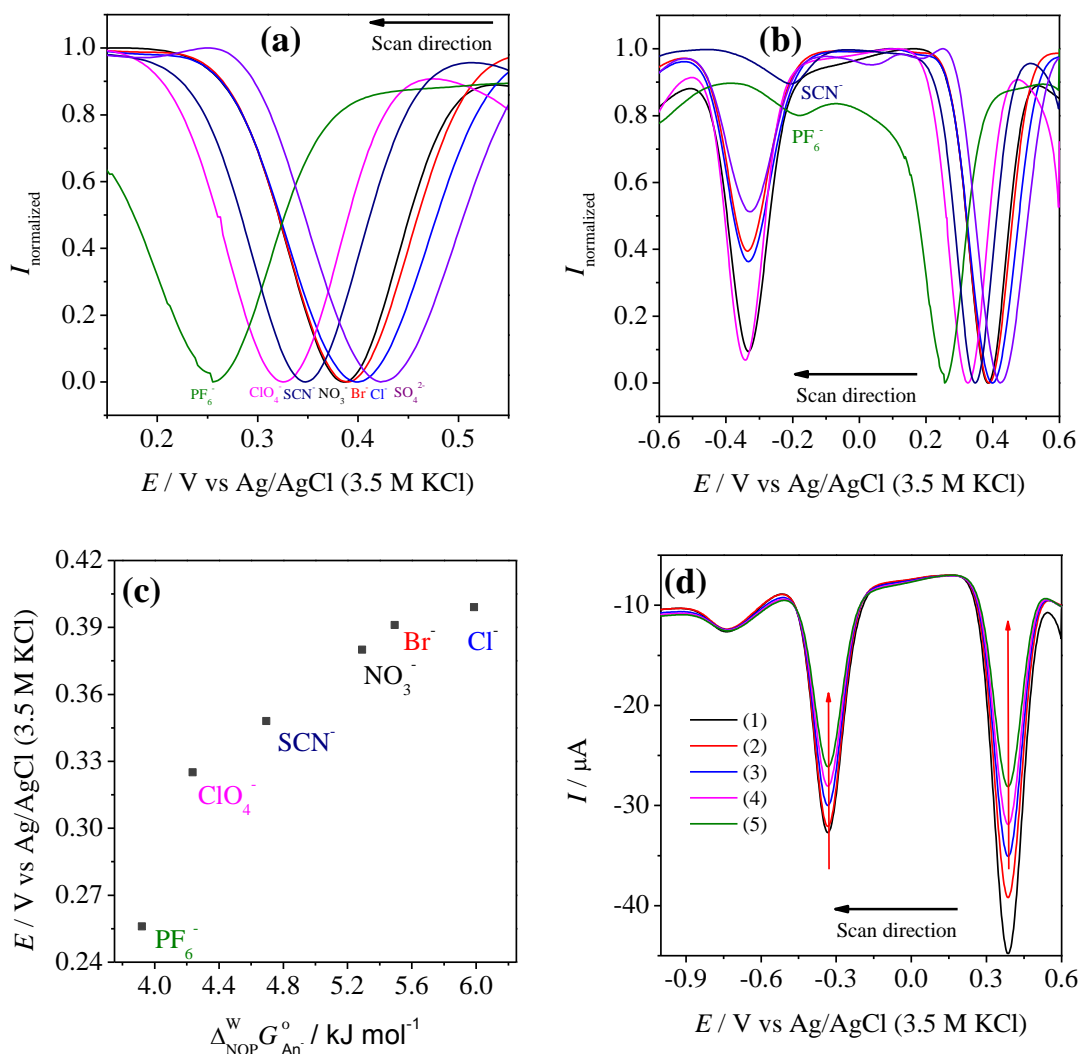 (a)
Scan direction
1.0
0.8
0.6
0.4
0.2
0.0
I normalized
PF₆⁻ ClO₄⁻ SCN⁻ NO₃⁻ Br⁻ Cl⁻ SO₄²⁻
0.2 0.3 0.4 0.5
E / V vs Ag/AgCl (3.5 M KCl)
(b)
1.0
0.8
0.6
0.4
0.2
0.0
I normalized
SCN⁻
PF₆⁻
Scan direction
-0.6 -0.4 -0.2 0.0 0.2 0.4 0.6
E / V vs Ag/AgCl (3.5 M KCl)
(c)
0.42
0.39
0.36
0.33
0.30
0.27
0.24
E / V vs Ag/AgCl (3.5 M KCl)
Br⁻
Cl⁻
NO₃⁻
SCN⁻
ClO₄⁻
PF₆⁻
4.0 4.4 4.8 5.2 5.6 6.0
Δ^W_NOP G°_An⁻ / kJ mol⁻¹
(d)
-10
-20
-30
-40
I / µA
(1)
(2)
(3)
(4)
(5)
Scan direction
-0.9 -0.6 -0.3 0.0 0.3 0.6
E / V vs Ag/AgCl (3.5 M KCl)